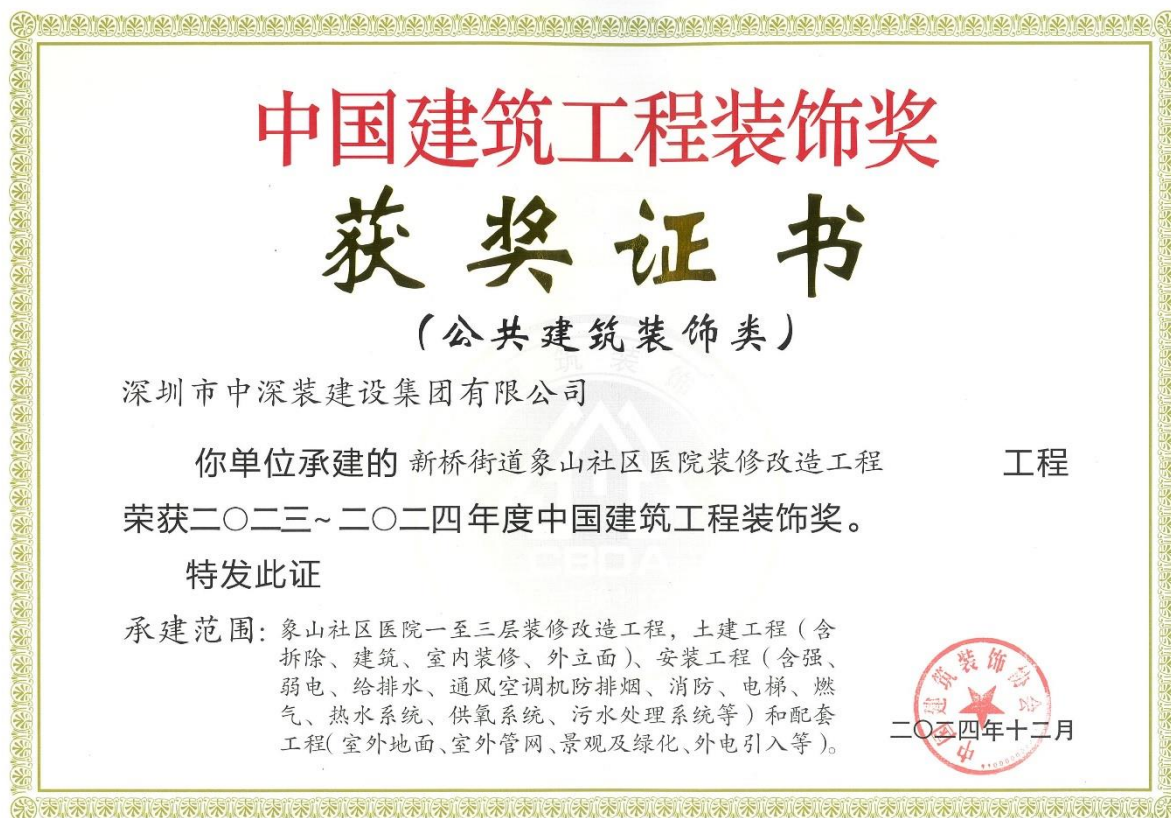 中国建筑工程装饰奖
获奖证书
(公共建筑装饰类)
深圳市中深装建设集团有限公司
你单位承建的 新桥街道象山社区医院装修改造工程 工程
荣获二〇二三~二〇二四年度中国建筑工程装饰奖。
特发此证
承建范围: 象山社区医院一至三层装修改造工程, 土建工程(含
拆除、建筑、室内装修、外立面)、安装工程(含强、
弱电、给排水、通风空调机防排烟、消防、电梯、燃
气、热水系统、供氧系统、污水处理系统等)和配套
工程(室外地面、室外管网、景观及绿化、外电引入等)。
中国建筑装饰协会
二〇二四年十二月